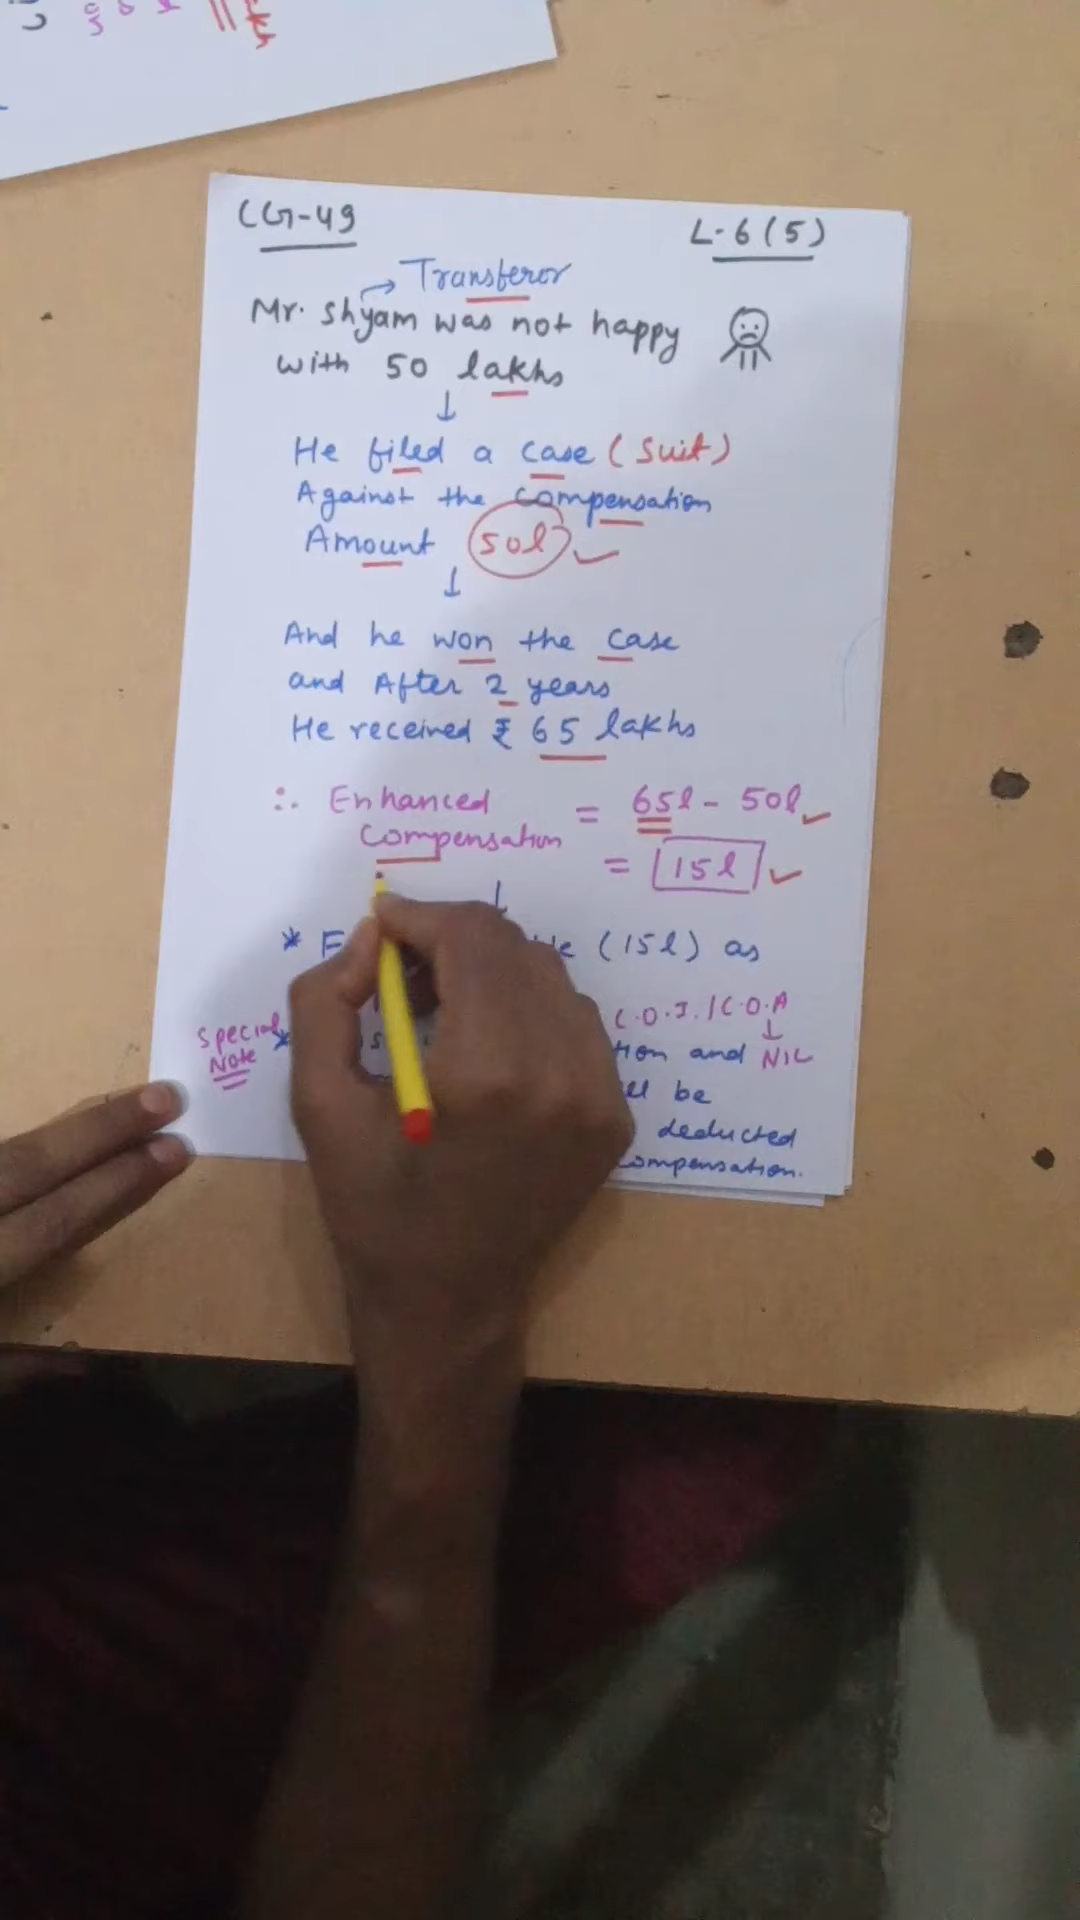 CG-49
L-6(5)
Transferor
Mr. Shyam was not happy
with 50 lakhs
He filed a case (Suit)
Against the compensation
Amount 50l
And he won the case
and After 2 years
He received ₹ 65 lakhs
∴ Enhanced = 65l - 50l
Compensation
= 15l
* (15l) as
C.O.I. / C.O.A
Special
Note
* and NIL
be
deducted
compensation.